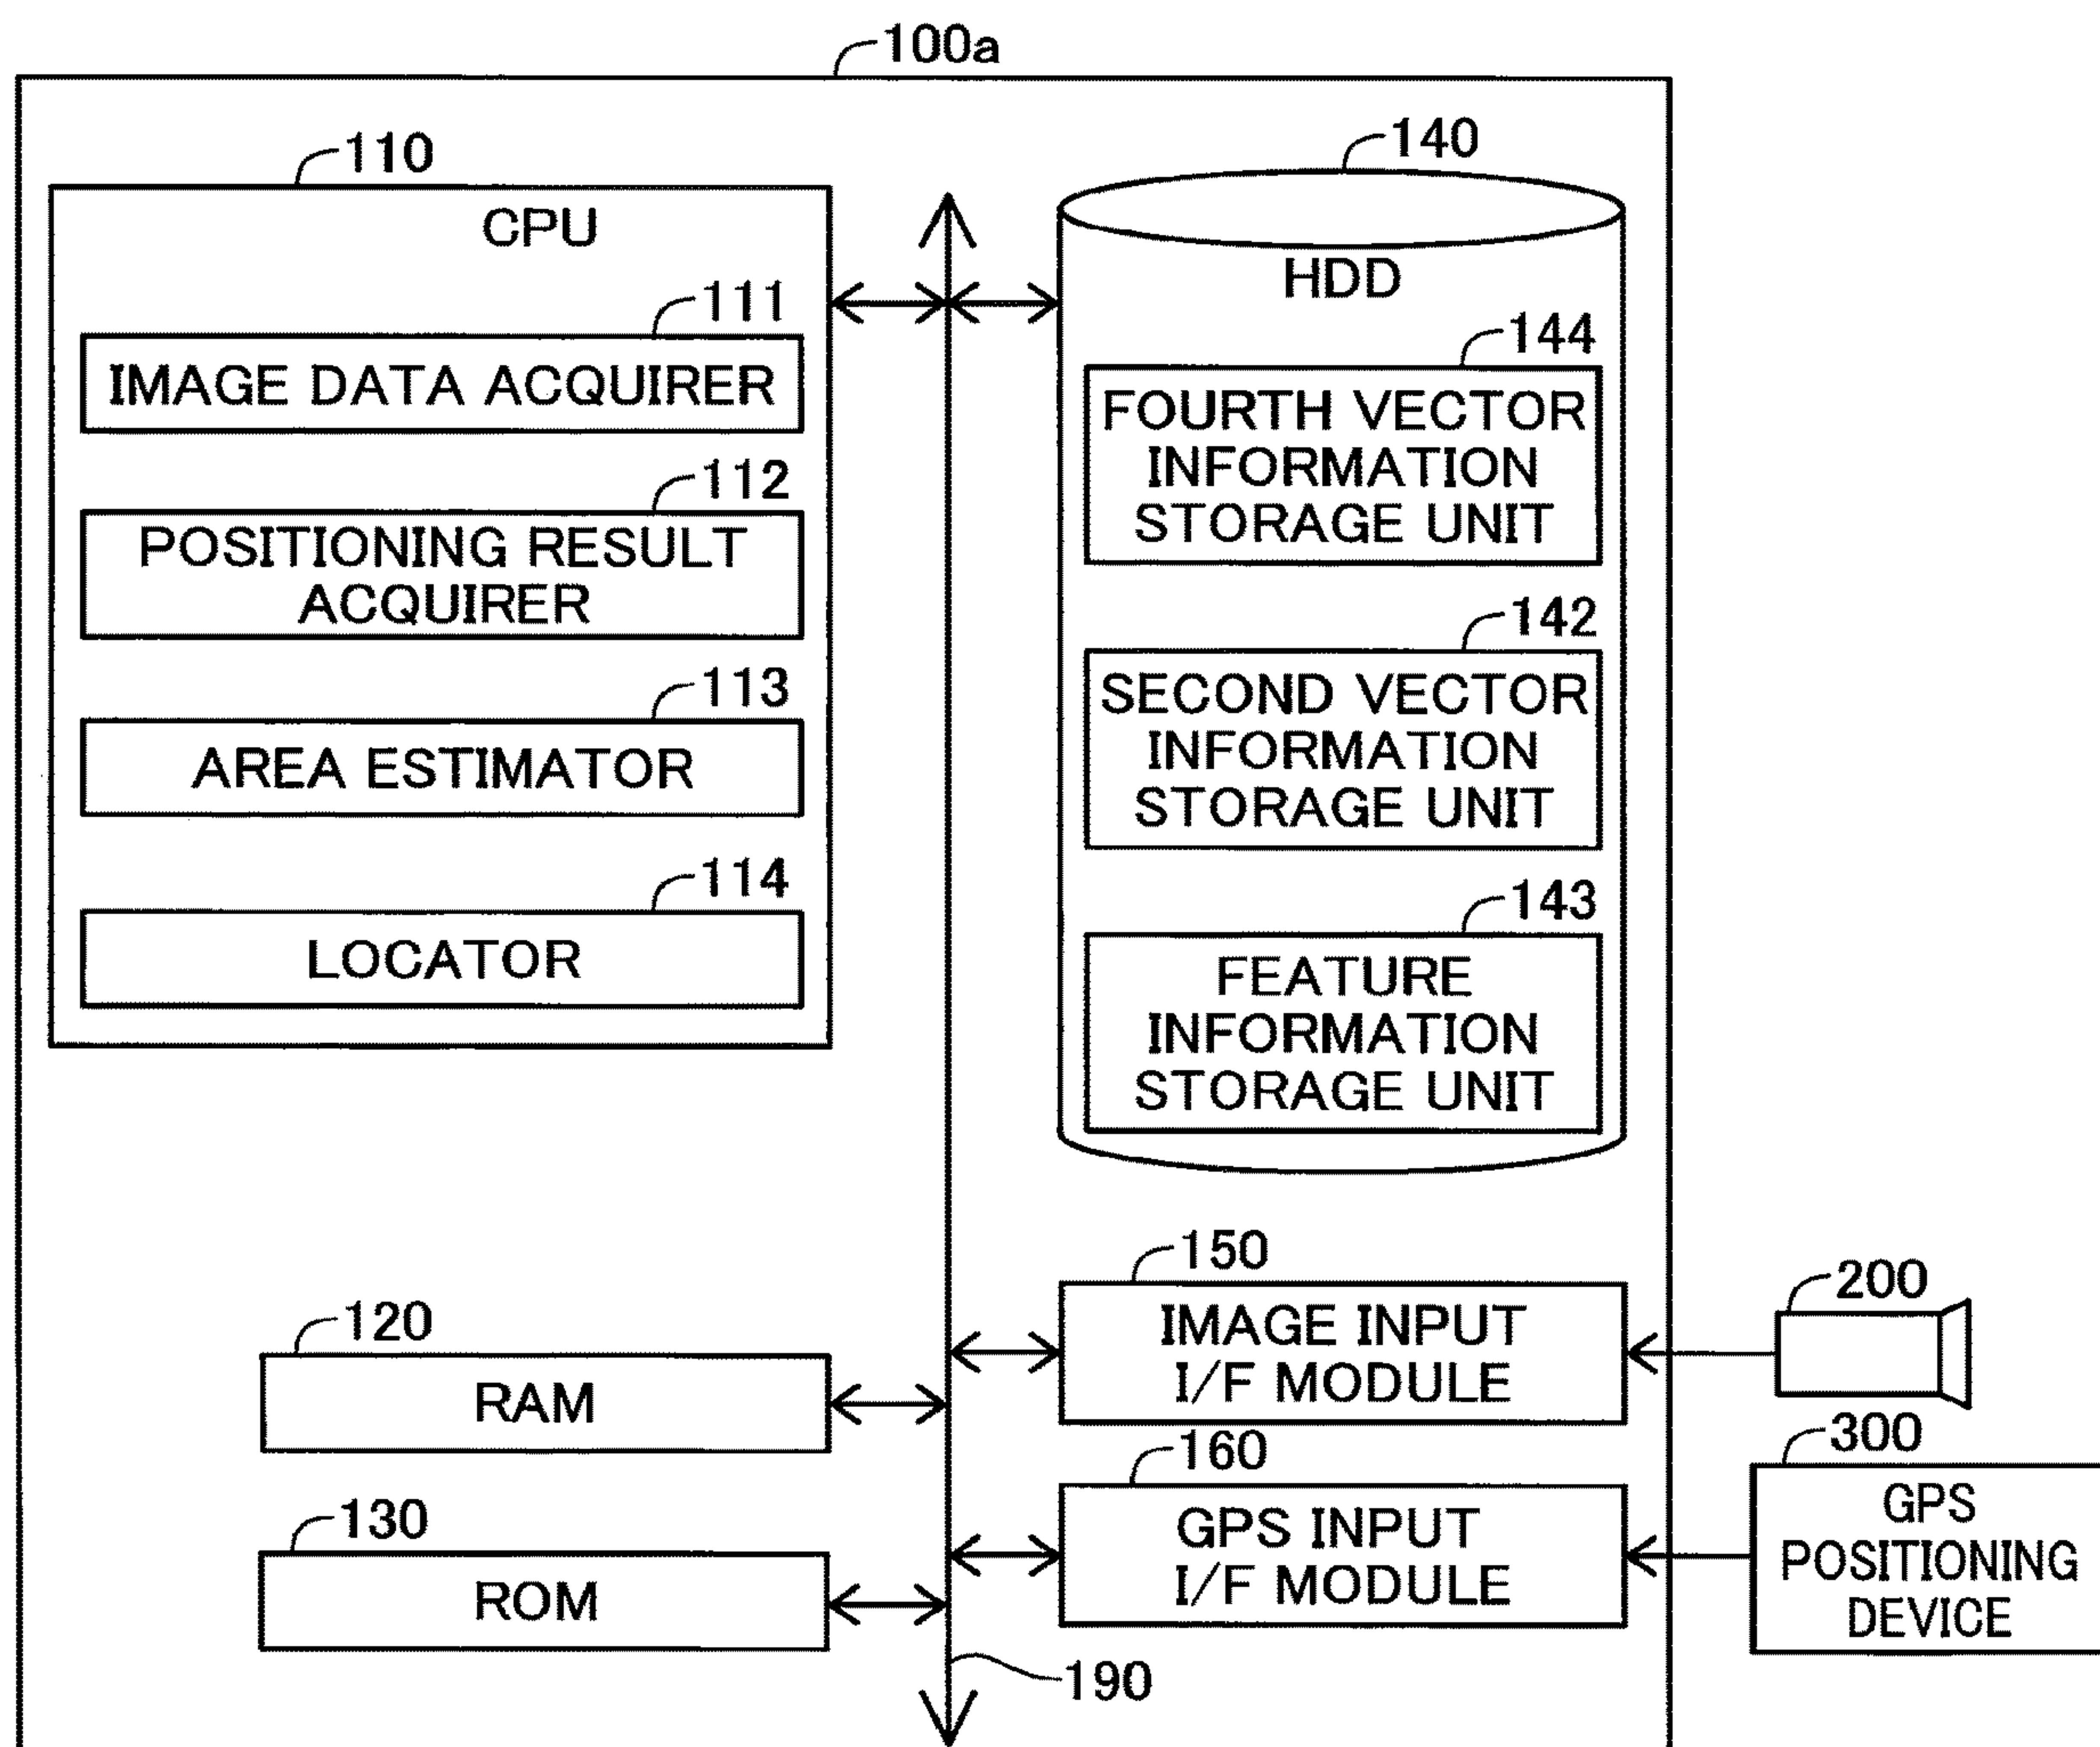 100a
110
CPU
111
IMAGE DATA ACQUIRER
112
POSITIONING RESULT
ACQUIRER
113
AREA ESTIMATOR
114
LOCATOR
140
HDD
144
FOURTH VECTOR
INFORMATION
STORAGE UNIT
142
SECOND VECTOR
INFORMATION
STORAGE UNIT
143
FEATURE
INFORMATION
STORAGE UNIT
120
RAM
130
ROM
150
IMAGE INPUT
I/F MODULE
160
GPS INPUT
I/F MODULE
190
200
300
GPS
POSITIONING
DEVICE